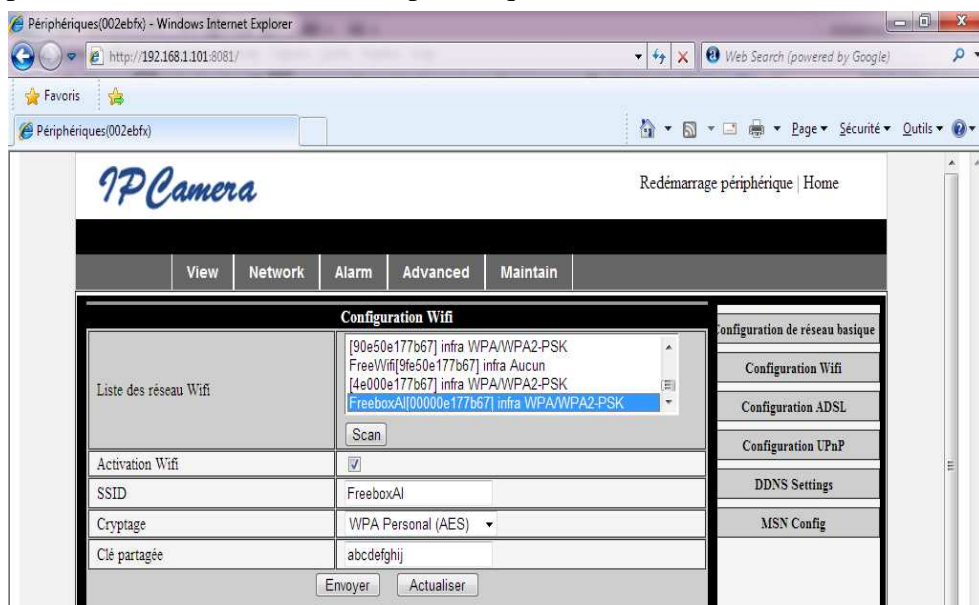 Périphériques(002ebfx) - Windows Internet Explorer
http://192.168.1.101:8081/
Web Search (powered by Google)
Favoris
Périphériques(002ebfx)
Page Sécurité Outils
IPCamera
Redémarrage périphérique | Home
View Network Alarm Advanced Maintain
Configuration Wifi
Liste des réseau Wifi
[90e50e177b67] infra WPA/WPA2-PSK
FreeWifi[9fe50e177b67] infra Aucun
[4e000e177b67] infra WPA/WPA2-PSK
FreeboxAl[00000e177b67] infra WPA/WPA2-PSK
Scan
Activation Wifi
SSID FreeboxAl
Cryptage WPA Personal (AES)
Clé partagée abcdefghij
Envoyer Actualiser
Configuration de réseau basique
Configuration Wifi
Configuration ADSL
Configuration UPnP
DDNS Settings
MSN Config